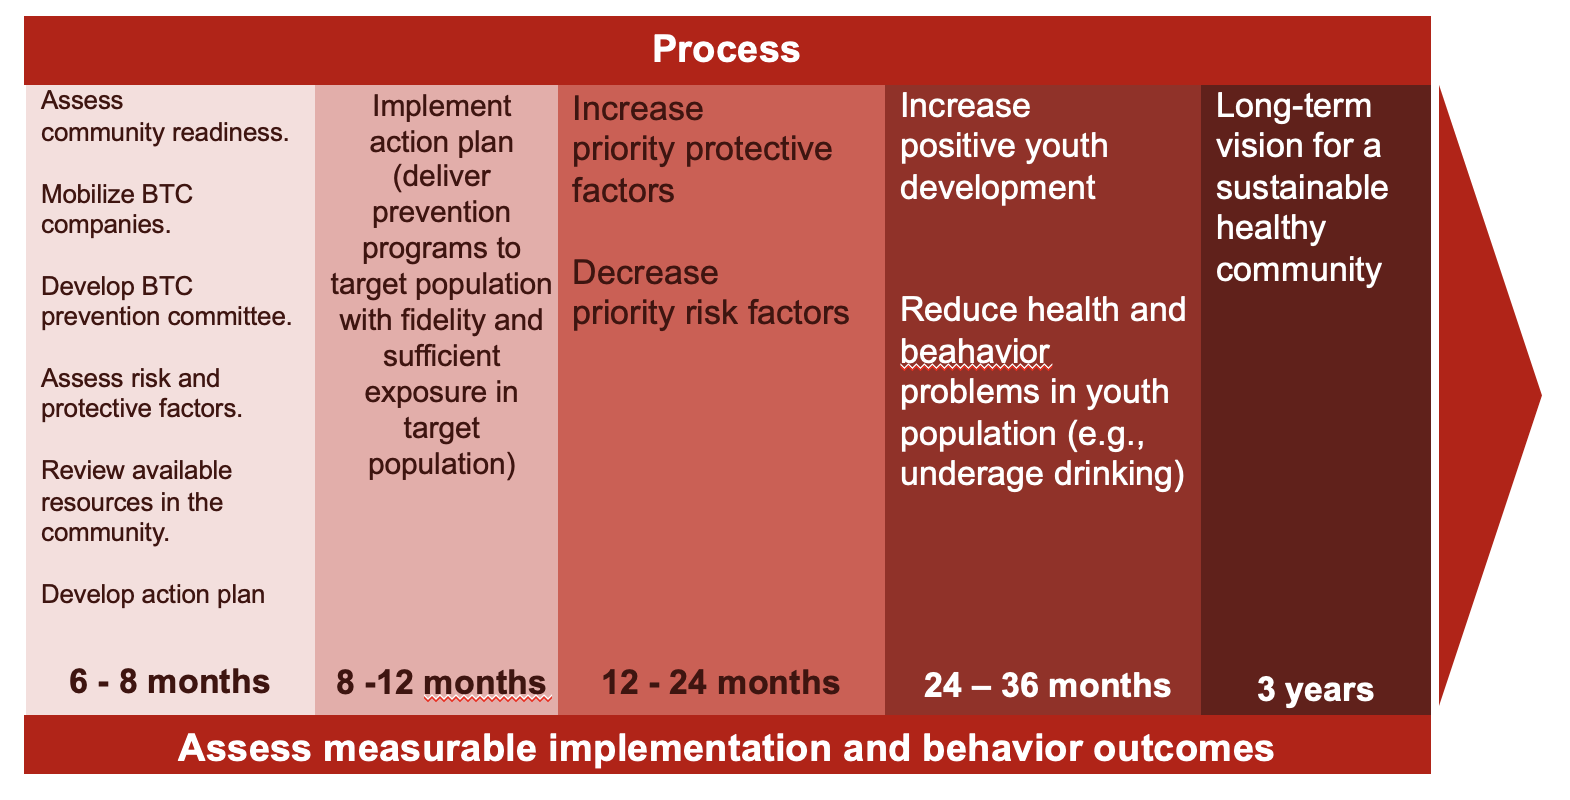 Process
Assess
community readiness.
Mobilize BTC
companies.
Develop BTC
prevention committee.
Assess risk and
protective factors.
Review available
resources in the
community.
Develop action plan
6 - 8 months
Implement
action plan
(deliver
prevention
programs to
target population
with fidelity and
sufficient
exposure in
target
population)
8 -12 months
Increase
priority protective
factors
Decrease
priority risk factors
12 - 24 months
Increase
positive youth
development
Reduce health and
beahavior
problems in youth
population (e.g.,
underage drinking)
24 – 36 months
Long-term
vision for a
sustainable
healthy
community
3 years
Assess measurable implementation and behavior outcomes